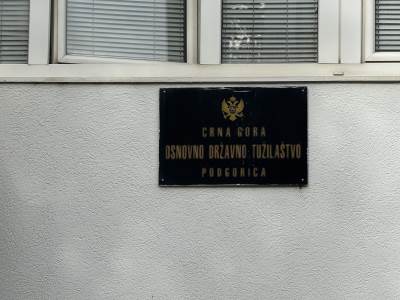 CRNA GORA
OSNOVNO DRŽAVNO TUŽILAŠTVO
PODGORICA